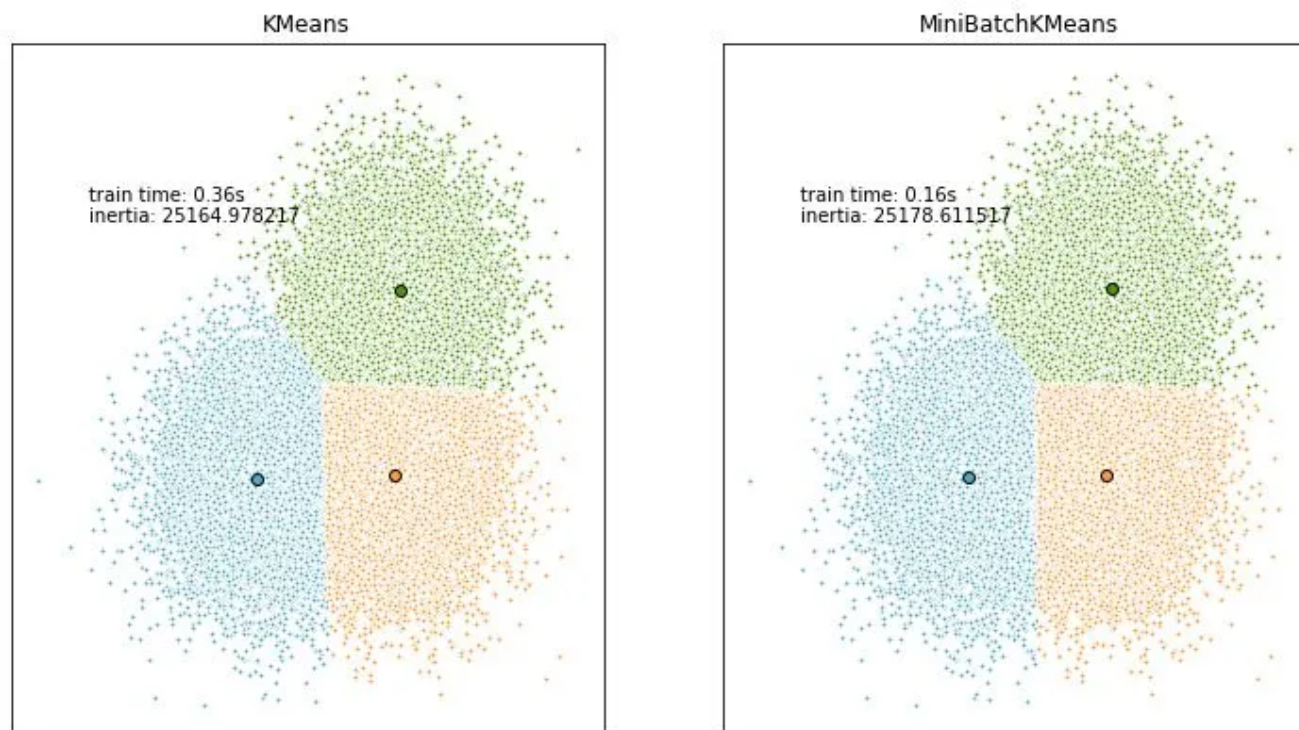 KMeans
train time: 0.36s
inertia: 25164.978217
MiniBatchKMeans
train time: 0.16s
inertia: 25178.611517